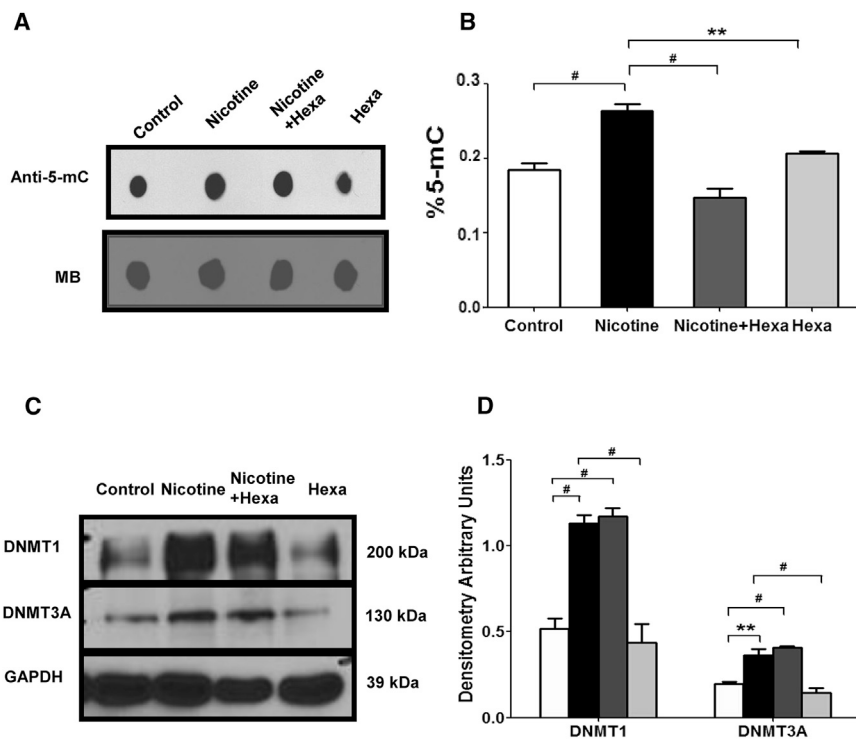 A
Control
Nicotine
Nicotine
+Hexa
Hexa
Anti-5-mC
MB
B
**
#
#
%5-mC
0.3
0.2
0.1
0.0
Control Nicotine Nicotine+Hexa Hexa
C
Control Nicotine Nicotine
+Hexa Hexa
DNMT1 200 kDa
DNMT3A 130 kDa
GAPDH 39 kDa
D
Densitometry Arbitrary Units
1.5
1.0
0.5
0.0
#
#
#
#
#
**
DNMT1 DNMT3A